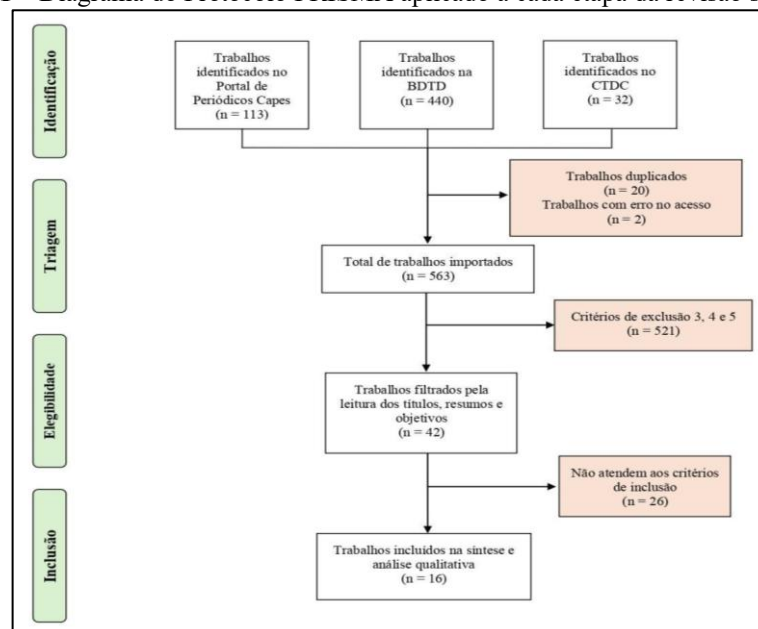 Diagrama do Protocolo PRISMA aplicado a cada etapa da revisão
Identificação
Trabalhos
identificados no
Portal de
Periódicos Capes
(n = 113)
Trabalhos
identificados na
BDTD
(n = 440)
Trabalhos
identificados no
CTDC
(n = 32)
Trabalhos duplicados
(n = 20)
Trabalhos com erro no acesso
(n = 2)
Triagem
Total de trabalhos importados
(n = 563)
Critérios de exclusão 3, 4 e 5
(n = 521)
Elegibilidade
Trabalhos filtrados pela
leitura dos títulos, resumos e
objetivos
(n = 42)
Não atendem aos critérios
de inclusão
(n = 26)
Inclusão
Trabalhos incluídos na síntese e
análise qualitativa
(n = 16)